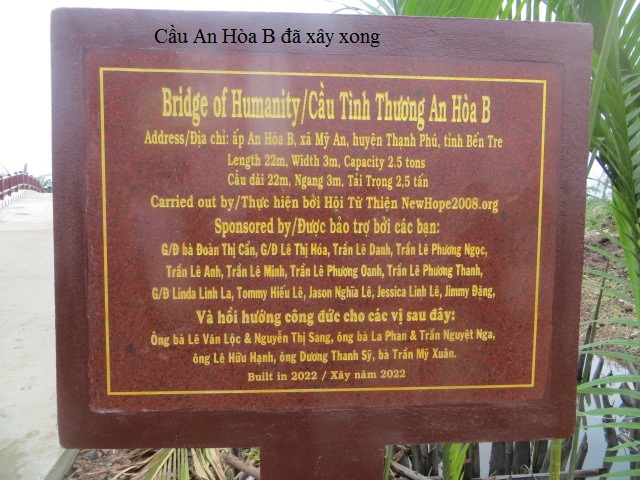 Cầu An Hòa B đã xây xong
Bridge of Humanity/Cầu Tình Thương An Hòa B
Address/Địa chỉ: ấp An Hòa B, xã Mỹ An, huyện Thạnh Phú, tỉnh Bến Tre
Length 22m, Width 3m, Capacity 2.5 tons
Cầu dài 22m, Ngang 3m, Tải Trọng 2,5 tấn
Carried out by/Thực hiện bởi Hội Từ Thiện NewHope2008.org
Sponsored by/Được bảo trợ bởi các bạn:
G/Đ bà Đoàn Thị Cẩn, G/Đ Lê Thị Hóa, Trần Lê Danh, Trần Lê Phương Ngọc,
Trần Lê Anh, Trần Lê Minh, Trần Lê Phương Oanh, Trần Lê Phương Thanh,
G/Đ Linda Linh La, Tommy Hiếu Lê, Jason Nghĩa Lê, Jessica Linh Lê, Jimmy Đặng,
Và hồi hướng công đức cho các vị sau đây:
Ông bà Lê Văn Lộc & Nguyễn Thị Sang, ông bà La Phan & Trần Nguyệt Nga,
ông Lê Hữu Hạnh, ông Dương Thanh Sỹ, bà Trần Mỹ Xuân.
Built in 2022 / Xây năm 2022